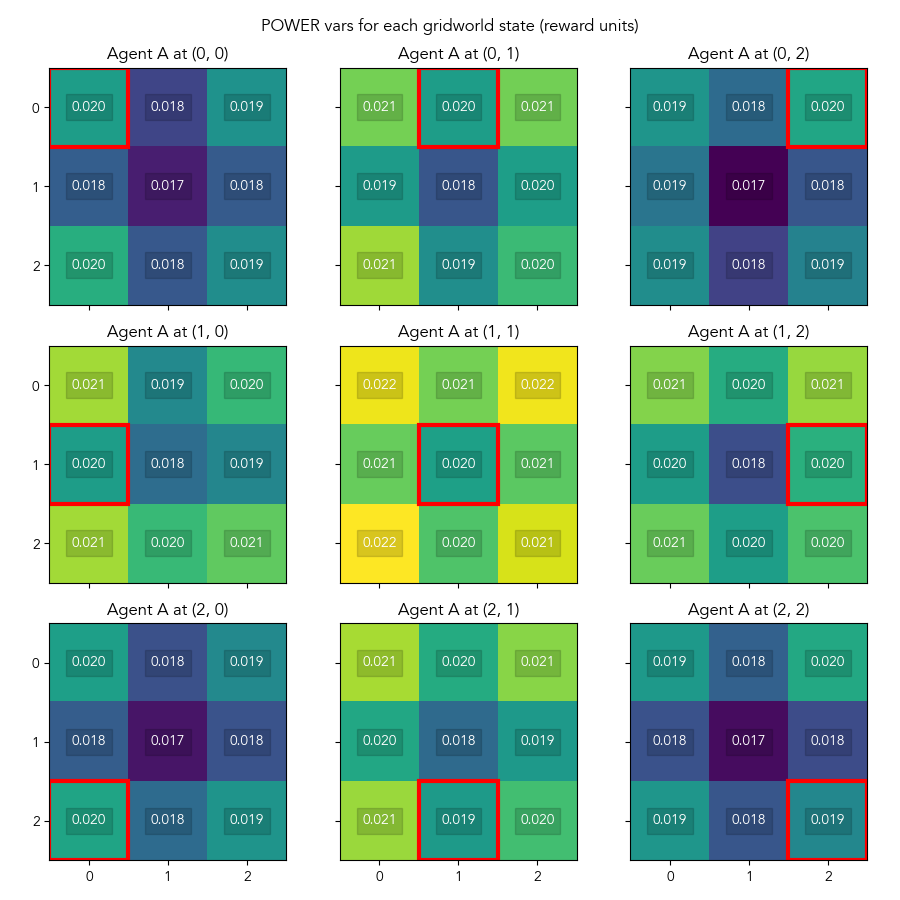 POWER vars for each gridworld state (reward units)
Agent A at (0, 0) Agent A at (0, 1) Agent A at (0, 2)
0 0.020 0.018 0.019 0.021 0.020 0.021 0.019 0.018 0.020
1 0.018 0.017 0.018 0.019 0.018 0.020 0.019 0.017 0.018
2 0.020 0.018 0.019 0.021 0.019 0.020 0.019 0.018 0.019
Agent A at (1, 0) Agent A at (1, 1) Agent A at (1, 2)
0 0.021 0.019 0.020 0.022 0.021 0.022 0.021 0.020 0.021
1 0.020 0.018 0.019 0.021 0.020 0.021 0.020 0.018 0.020
2 0.021 0.020 0.021 0.022 0.020 0.021 0.021 0.020 0.020
Agent A at (2, 0) Agent A at (2, 1) Agent A at (2, 2)
0 0.020 0.018 0.019 0.021 0.020 0.021 0.019 0.018 0.020
1 0.018 0.017 0.018 0.020 0.018 0.019 0.018 0.017 0.018
2 0.020 0.018 0.019 0.021 0.019 0.020 0.019 0.018 0.019
0 1 2 0 1 2 0 1 2